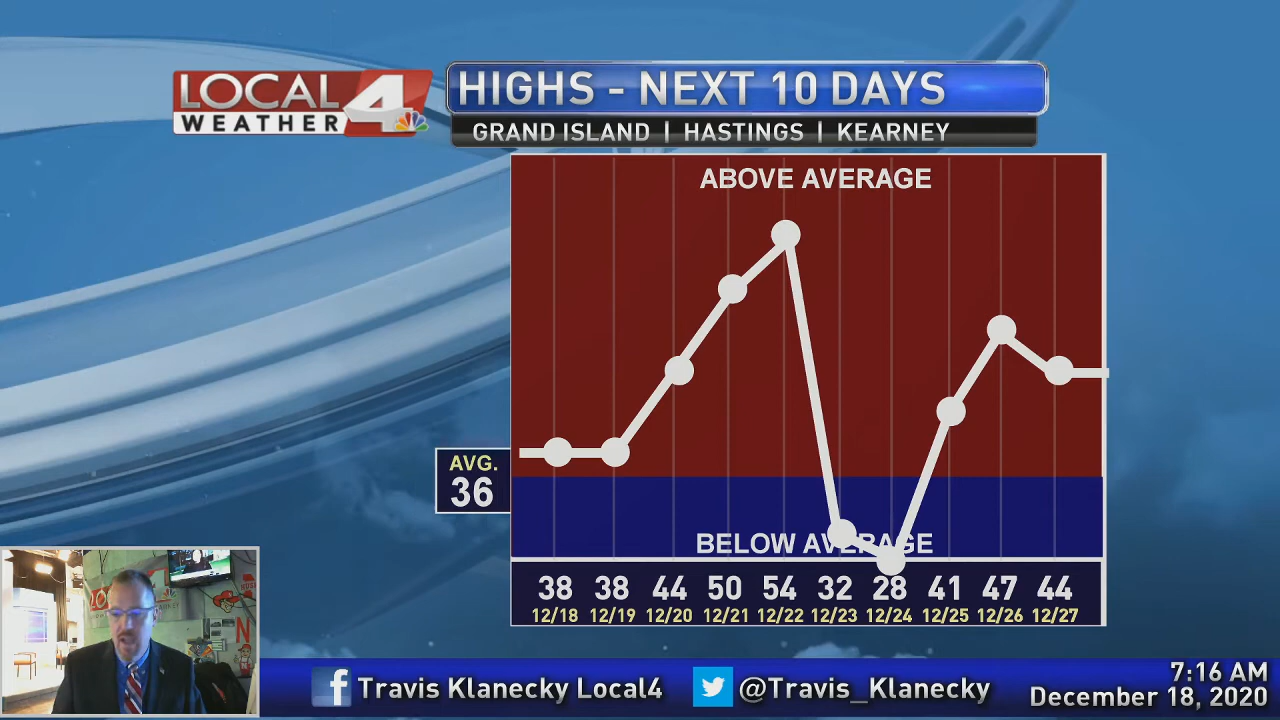 LOCAL 4
WEATHER
HIGHS - NEXT 10 DAYS
GRAND ISLAND | HASTINGS | KEARNEY
ABOVE AVERAGE
AVG.
36
BELOW AVERAGE
38 38 44 50 54 32 28 41 47 44
12/18 12/19 12/20 12/21 12/22 12/23 12/24 12/25 12/26 12/27
N
f Travis Klanecky Local4
@Travis_Klanecky
7:16 AM
December 18, 2020